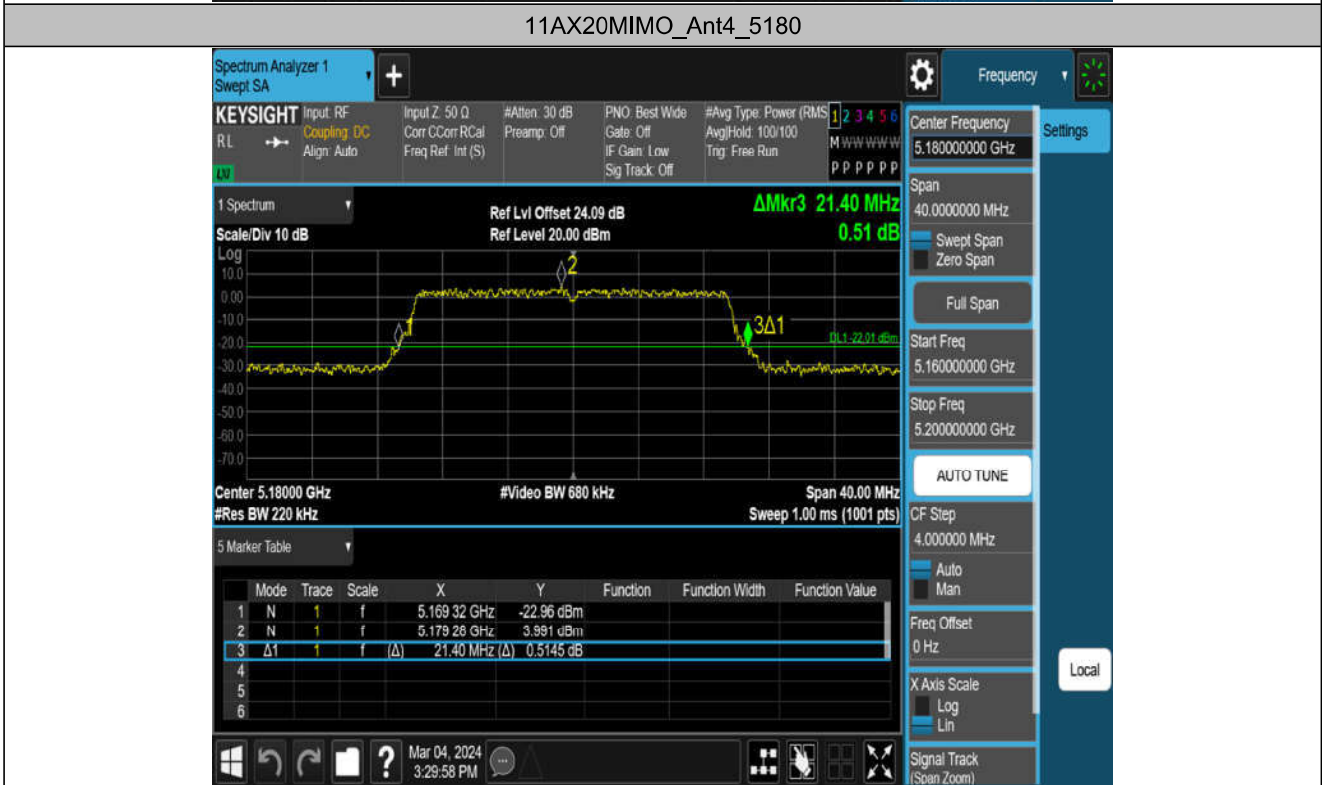 11AX20MIMO_Ant4_5180
Spectrum Analyzer 1
Swept SA
+
Frequency
KEYSIGHT Input: RF Input Z: 50 Ω #Atten: 30 dB PNO: Best Wide #Avg Type: Power (RMS 1 2 3 4 5 6
RL Coupling: DC Corr CCorr RCal Preamp: Off Gate: Off Avg|Hold: 100/100 M W W W W W
Align: Auto Freq Ref: Int (S) IF Gain: Low Trig: Free Run
Sig Track: Off P P P P P P
LXI
Center Frequency
5.180000000 GHz
Settings
1 Spectrum
Ref Lvl Offset 24.09 dB
ΔMkr3 21.40 MHz
Scale/Div 10 dB
Ref Level 20.00 dBm
0.51 dB
Log
10.0
0.00
-10.0
-20.0
-30.0
-40.0
-50.0
-60.0
-70.0
2
1
3Δ1
DL1 -22.01 dBm
Center 5.18000 GHz #Video BW 680 kHz Span 40.00 MHz
#Res BW 220 kHz Sweep 1.00 ms (1001 pts)
Span
40.0000000 MHz
Swept Span
Zero Span
Full Span
Start Freq
5.160000000 GHz
Stop Freq
5.200000000 GHz
AUTO TUNE
CF Step
4.000000 MHz
Auto
Man
Freq Offset
0 Hz
X Axis Scale
Log
Lin
Signal Track
(Span Zoom)
Local
5 Marker Table
Mode Trace Scale X Y Function Function Width Function Value
1 N 1 f 5.169 32 GHz -22.96 dBm
2 N 1 f 5.179 28 GHz 3.991 dBm
3 Δ1 1 f (Δ) 21.40 MHz (Δ) 0.5145 dB
4
5
6
?
Mar 04, 2024
3:29:58 PM